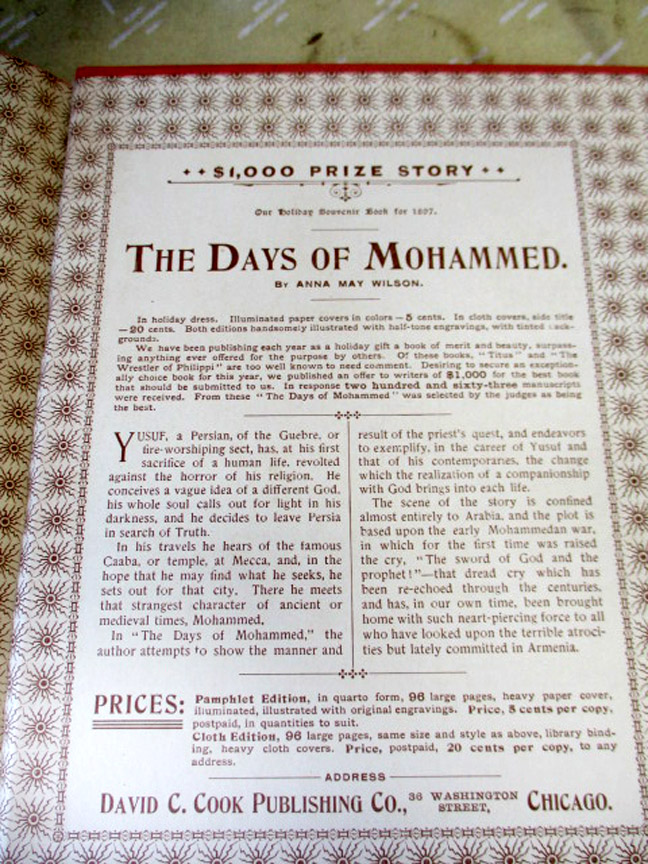 $1,000 PRIZE STORY
Our Holiday Souvenir Book for 1897.
THE DAYS OF MOHAMMED.
BY ANNA MAY WILSON.
In holiday dress. Illuminated paper covers in colors—5 cents. In cloth covers, side title
—20 cents. Both editions handsomely illustrated with half-tone engravings, with tinted back-
grounds.
We have been publishing each year as a holiday gift a book of merit and beauty, surpass-
ing anything ever offered for the purpose by others. Of these books, "Titus" and "The
Wrestler of Philippi" are too well known to need comment. Desiring to secure an exception-
ally choice book for this year, we published an offer to writers of $1,000 for the best book
that should be submitted to us. In response two hundred and sixty-three manuscripts
were received. From these "The Days of Mohammed" was selected by the judges as being
the best.
YUSUF, a Persian, of the Guebre, or
fire-worshiping sect, has, at his first
sacrifice of a human life, revolted
against the horror of his religion. He
conceives a vague idea of a different God,
his whole soul calls out for light in his
darkness, and he decides to leave Persia
in search of Truth.
In his travels he hears of the famous
Caaba, or temple, at Mecca, and, in the
hope that he may find what he seeks, he
sets out for that city. There he meets
that strangest character of ancient or
medieval times, Mohammed.
In "The Days of Mohammed," the
author attempts to show the manner and
result of the priest's quest, and endeavors
to exemplify, in the career of Yusuf and
that of his contemporaries, the change
which the realization of a companionship
with God brings into each life.
The scene of the story is confined
almost entirely to Arabia, and the plot is
based upon the early Mohammedan war,
in which for the first time was raised
the cry, "The sword of God and the
prophet!"—that dread cry which has
been re-echoed through the centuries,
and has, in our own time, been brought
home with such heart-piercing force to all
who have looked upon the terrible atroci-
ties but lately committed in Armenia.
PRICES: Pamphlet Edition, in quarto form, 96 large pages, heavy paper cover,
illuminated, illustrated with original engravings. Price, 5 cents per copy,
postpaid, in quantities to suit.
Cloth Edition, 96 large pages, same size and style as above, library bind-
ing, heavy cloth covers. Price, postpaid, 20 cents per copy, to any
address.
ADDRESS
DAVID C. COOK PUBLISHING CO., 36 WASHINGTON STREET, CHICAGO.